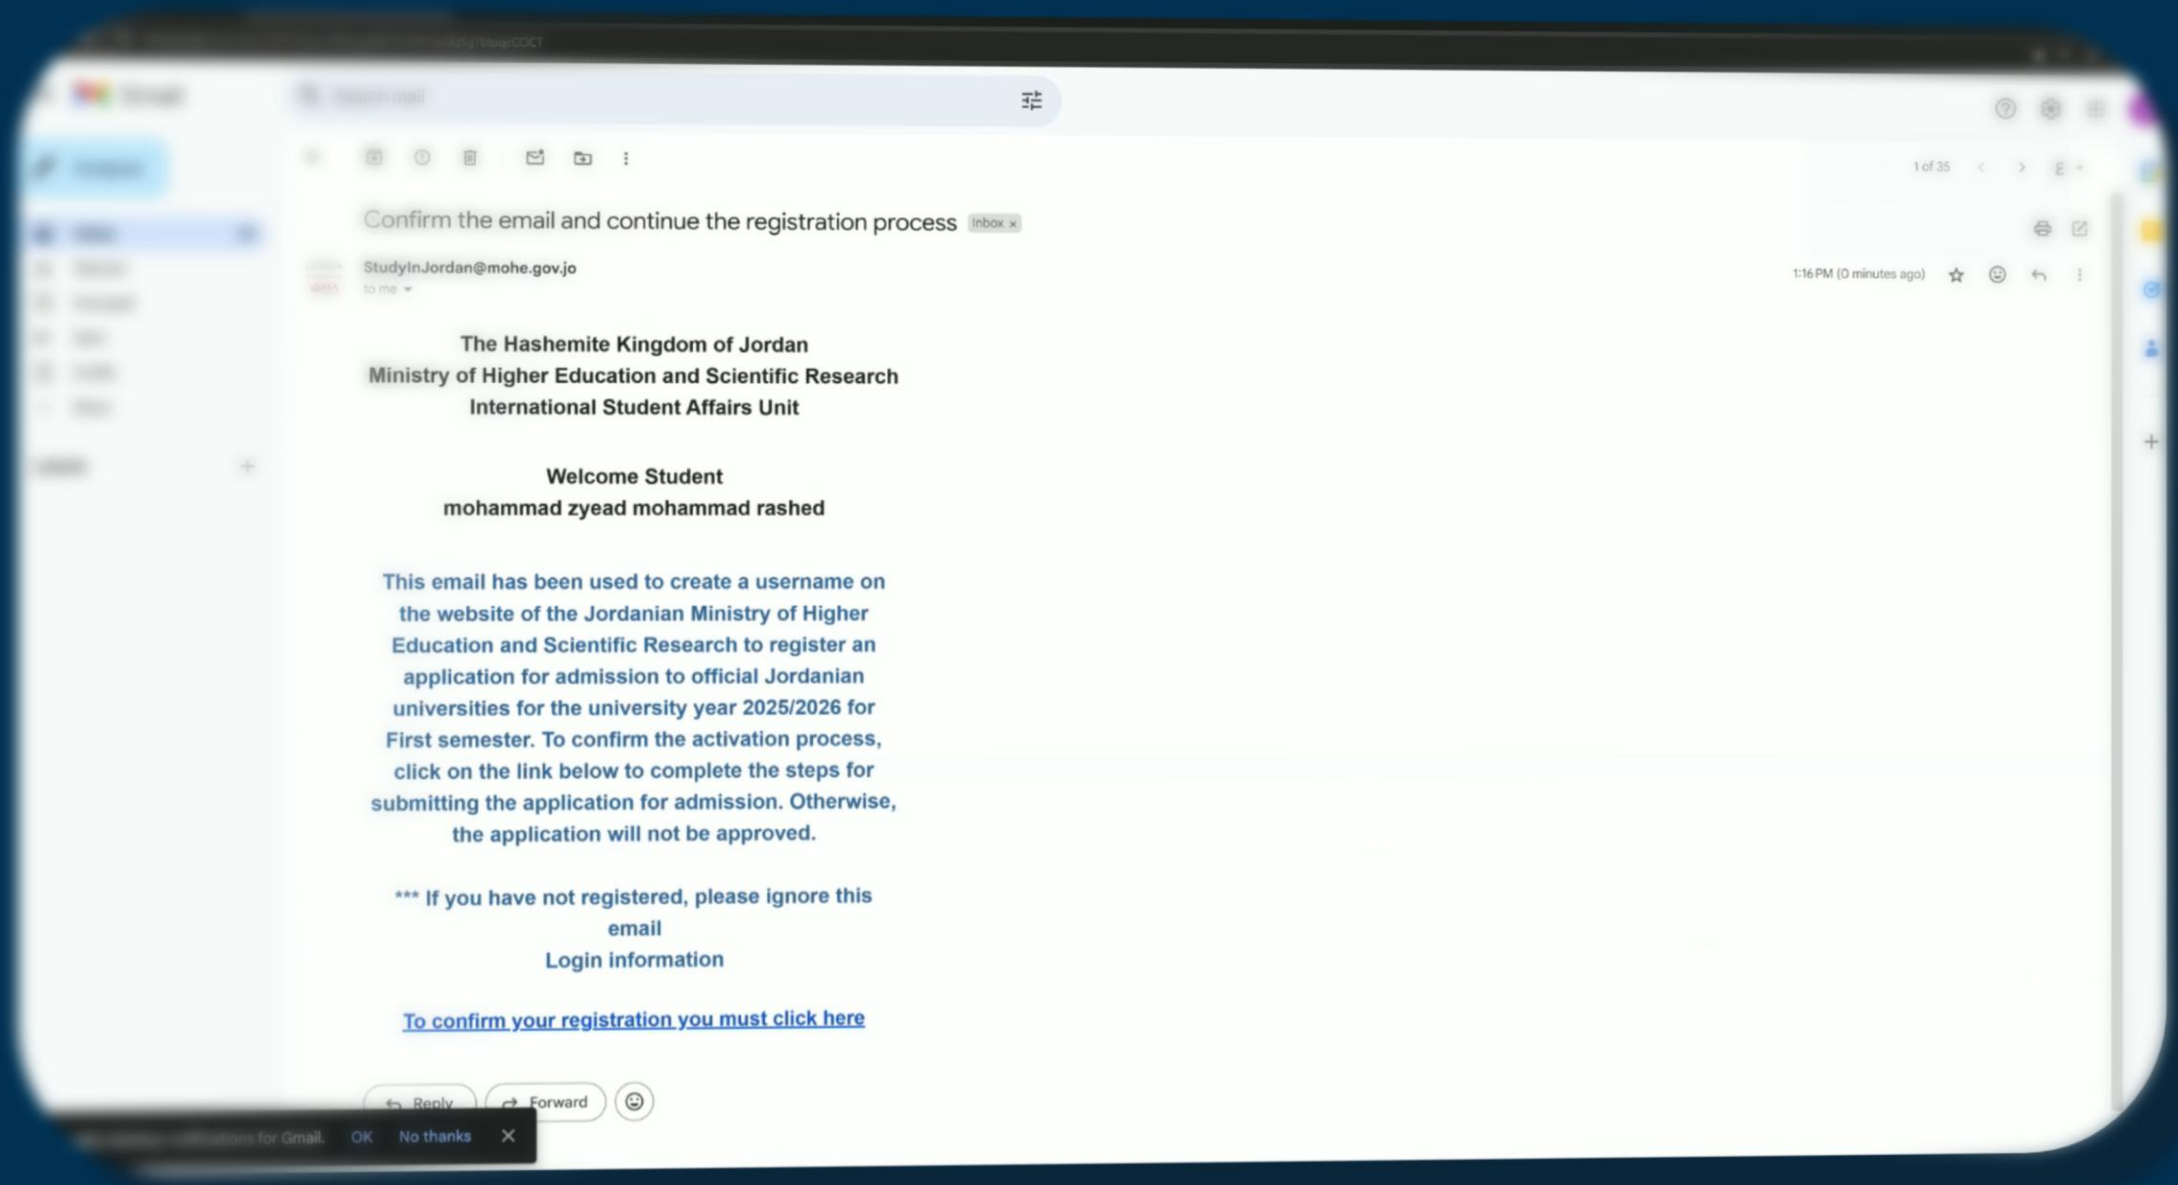 Confirm the email and continue the registration process Inbox x
1 of 35
StudyInJordan@mohe.gov.jo
1:16 PM (0 minutes ago)
to me
The Hashemite Kingdom of Jordan
Ministry of Higher Education and Scientific Research
International Student Affairs Unit
Welcome Student
mohammad zyead mohammad rashed
This email has been used to create a username on
the website of the Jordanian Ministry of Higher
Education and Scientific Research to register an
application for admission to official Jordanian
universities for the university year 2025/2026 for
First semester. To confirm the activation process,
click on the link below to complete the steps for
submitting the application for admission. Otherwise,
the application will not be approved.
*** If you have not registered, please ignore this
email
Login information
To confirm your registration you must click here
Reply Forward
notifications for Gmail. OK No thanks